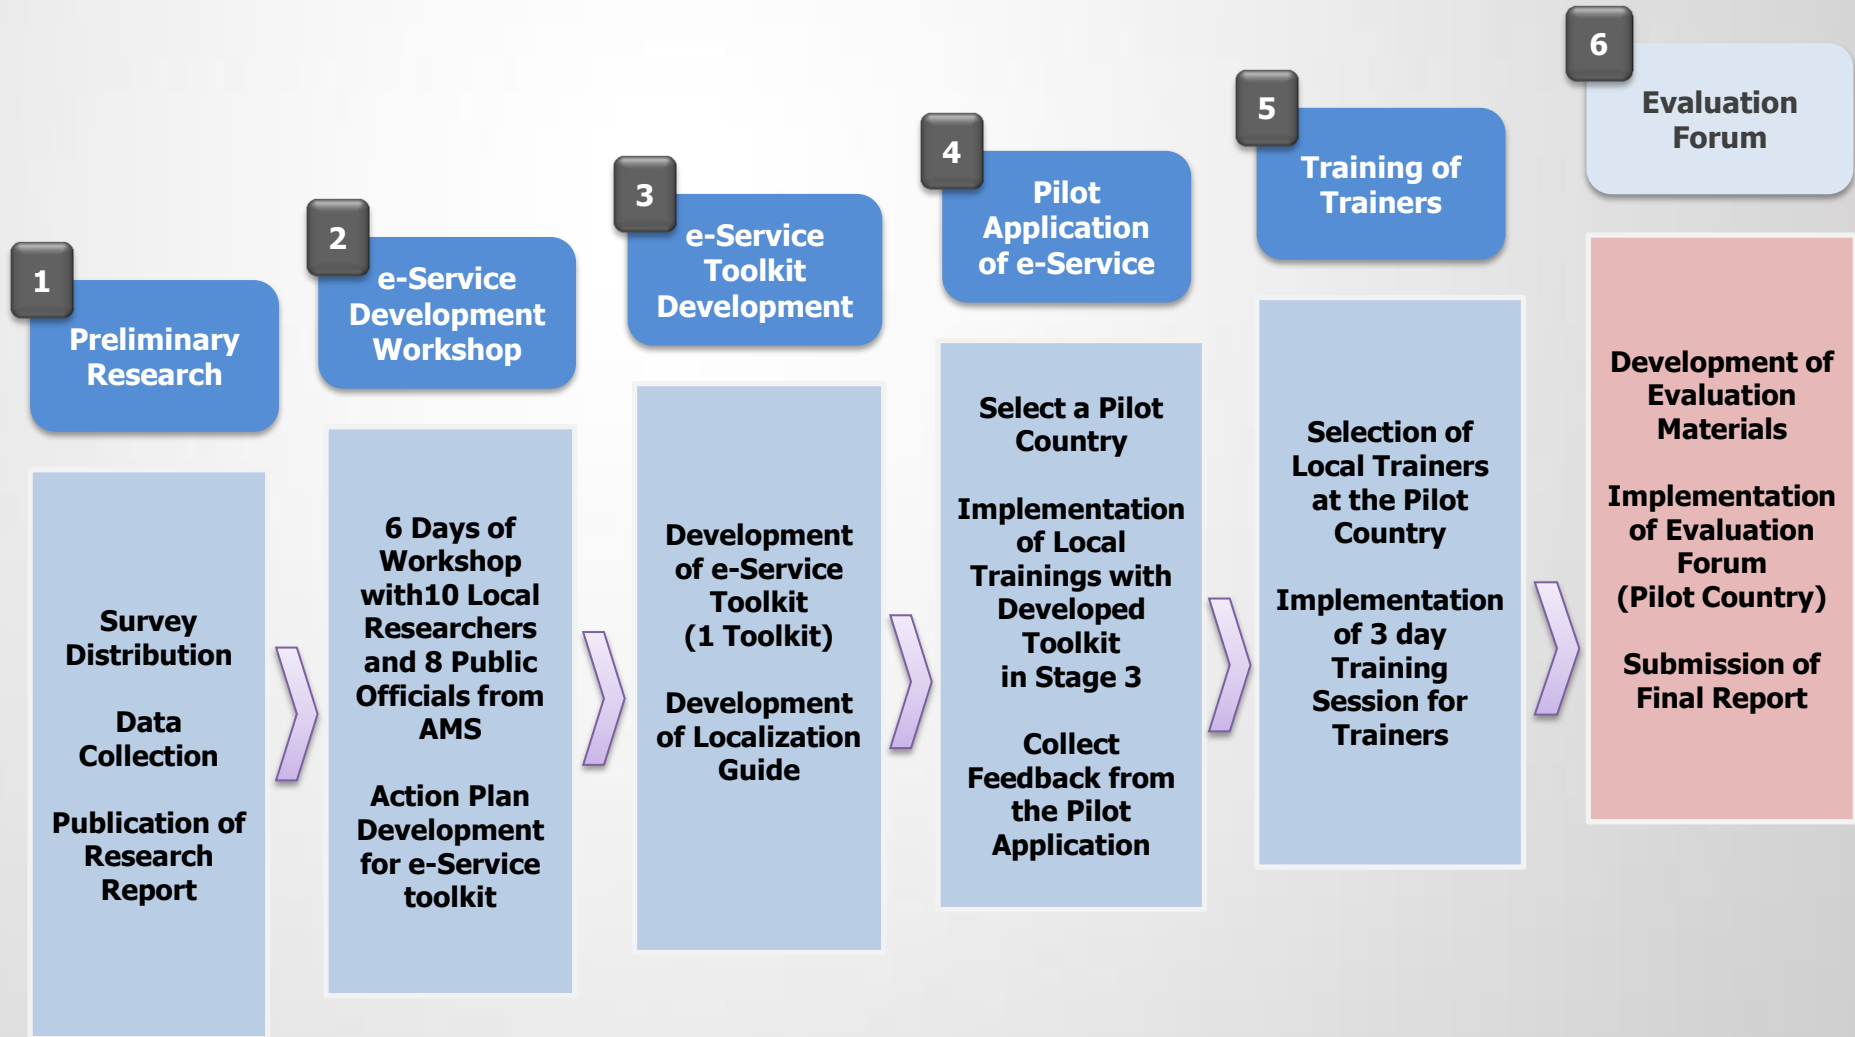 1
Preliminary
Research
Survey
Distribution
Data
Collection
Publication of
Research
Report
2
e-Service
Development
Workshop
6 Days of
Workshop
with10 Local
Researchers
and 8 Public
Officials from
AMS
Action Plan
Development
for e-Service
toolkit
3
e-Service
Toolkit
Development
Development
of e-Service
Toolkit
(1 Toolkit)
Development
of Localization
Guide
4
Pilot
Application
of e-Service
Select a Pilot
Country
Implementation
of Local
Trainings with
Developed
Toolkit
in Stage 3
Collect
Feedback from
the Pilot
Application
5
Training of
Trainers
Selection of
Local Trainers
at the Pilot
Country
Implementation
of 3 day
Training
Session for
Trainers
6
Evaluation
Forum
Development of
Evaluation
Materials
Implementation
of Evaluation
Forum
(Pilot Country)
Submission of
Final Report